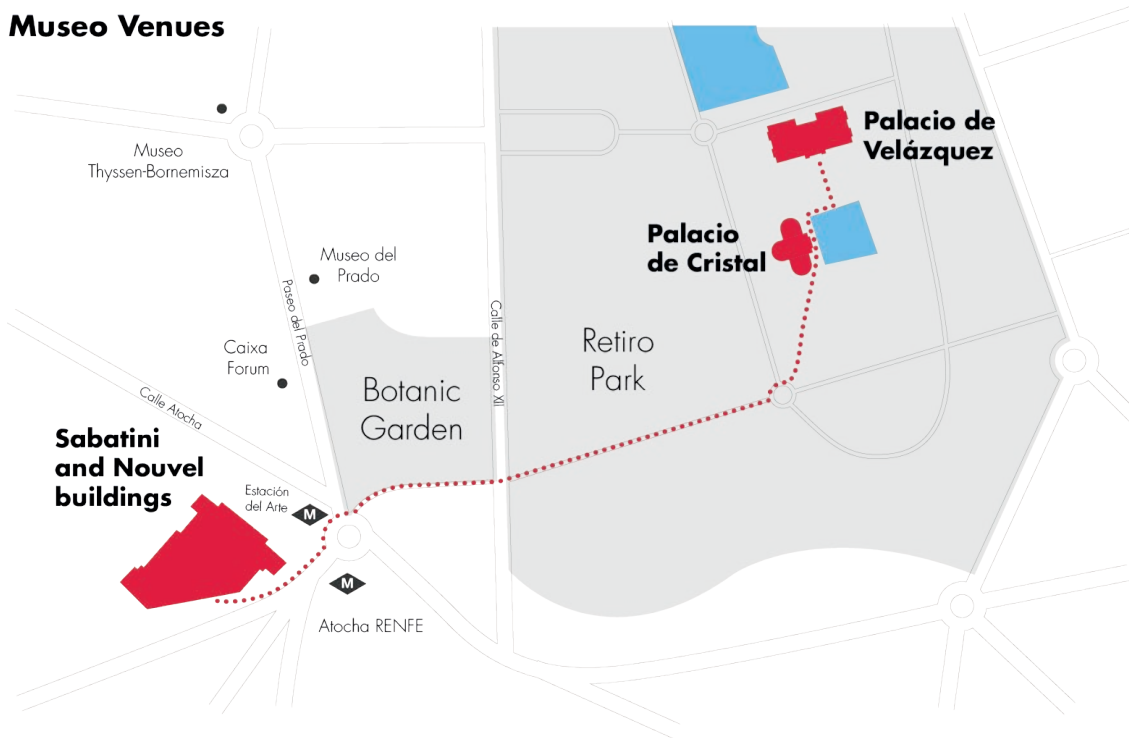 Museo Venues
Museo
Thyssen-Bornemisza
Palacio de
Velázquez
Palacio
de Cristal
Museo del
Prado
Paseo del Prado
Calle de Alfonso XII
Caixa
Forum
Retiro
Park
Botanic
Garden
Calle Atocha
Sabatini
and Nouvel
buildings
Estación
del Arte
M
M
Atocha RENFE